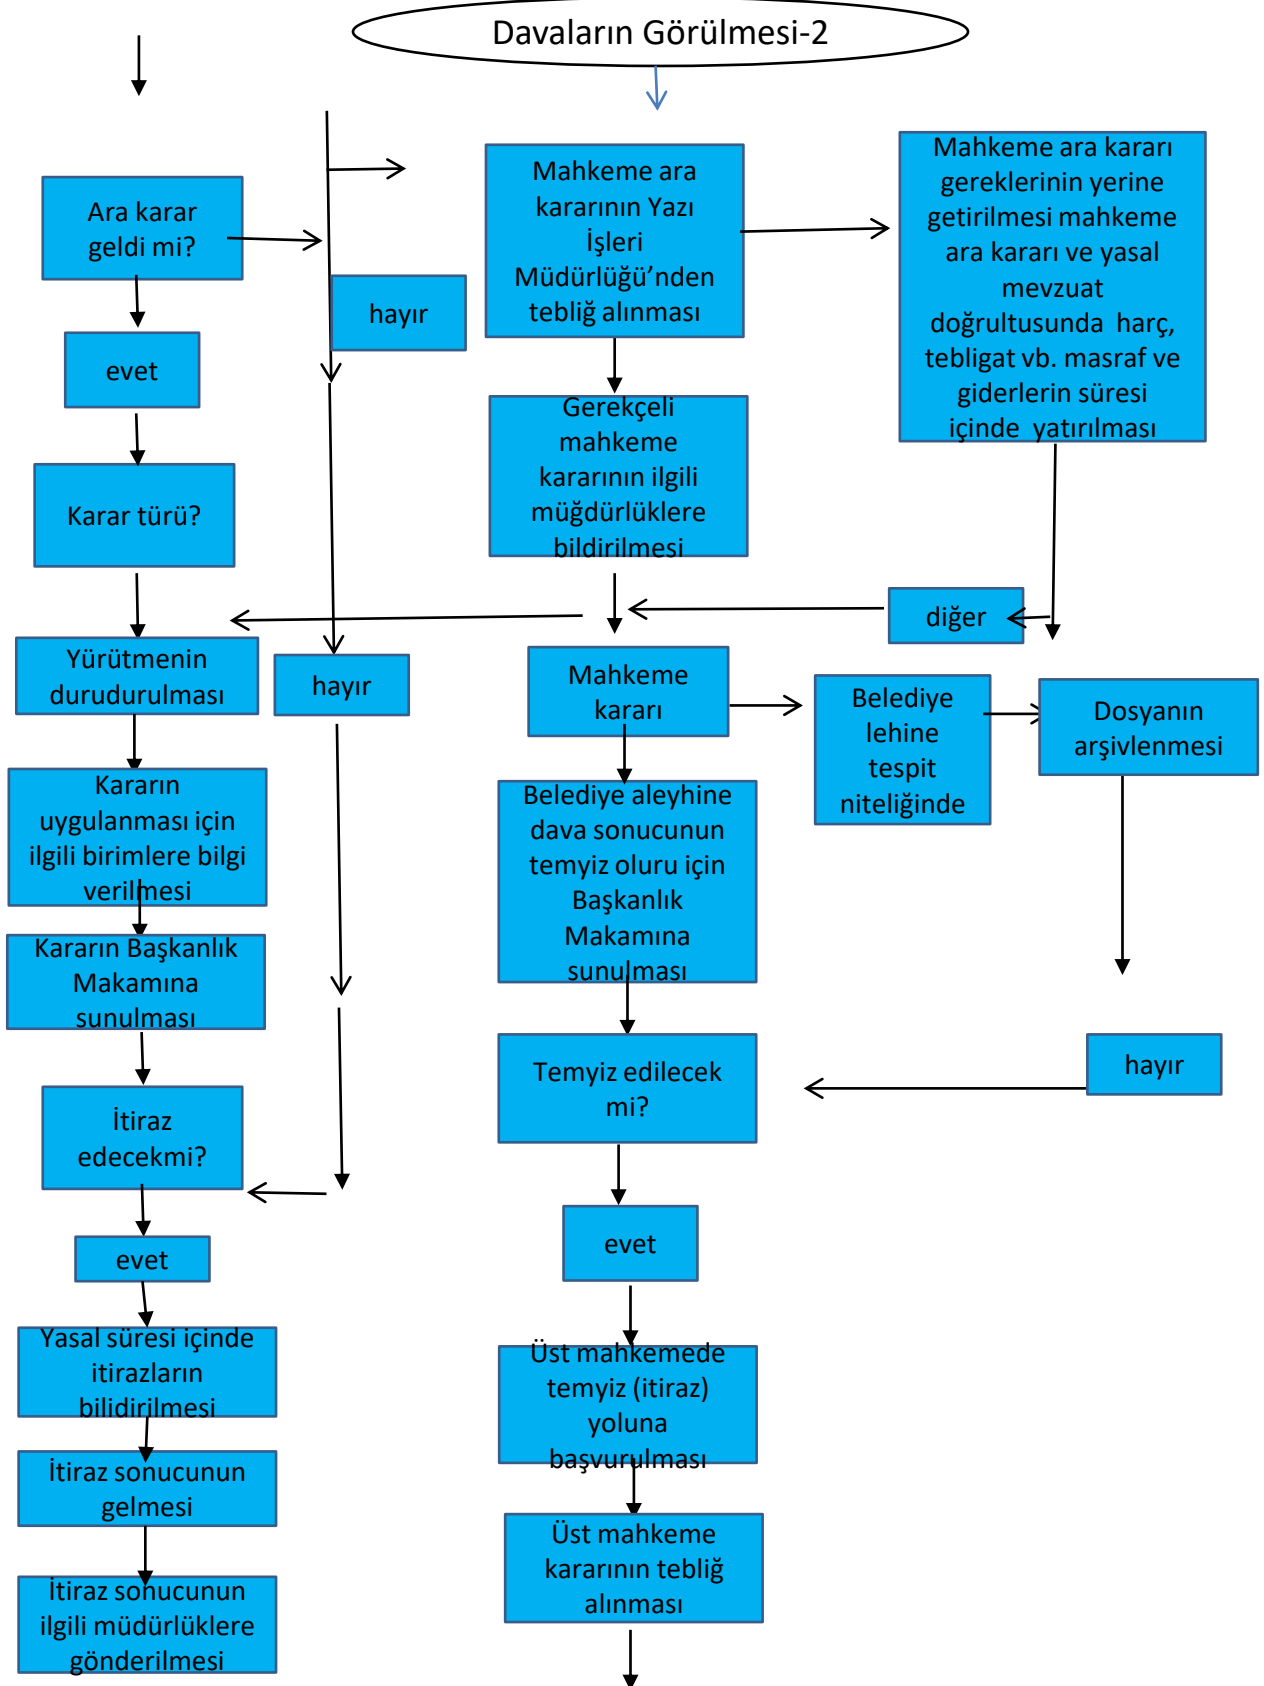 Davaların Görülmesi-2
Ara karar
geldi mi?
hayır
evet
Karar türü?
Yürütmenin
durudurulması
hayır
Kararın
uygulanması için
ilgili birimlere bilgi
verilmesi
Kararın Başkanlık
Makamına
sunulması
İtiraz
edecekmi?
evet
Yasal süresi içinde
itirazların
bilidirilmesi
İtiraz sonucunun
gelmesi
İtiraz sonucunun
ilgili müdürlüklere
gönderilmesi
Mahkeme ara
kararının Yazı
İşleri
Müdürlüğü’nden
tebliğ alınması
Gerekçeli
mahkeme
kararının ilgili
müğdürlüklere
bildirilmesi
Mahkeme
kararı
Belediye aleyhine
dava sonucunun
temyiz oluru için
Başkanlık
Makamına
sunulması
Temyiz edilecek
mi?
evet
Üst mahkemede
temyiz (itiraz)
yoluna
başvurulması
Üst mahkeme
kararının tebliğ
alınması
Mahkeme ara kararı
gereklerinin yerine
getirilmesi mahkeme
ara kararı ve yasal
mevzuat
doğrultusunda  harç,
tebligat vb. masraf ve
giderlerin süresi
içinde  yatırılması
diğer
Belediye
lehine
tespit
niteliğinde
Dosyanın
arşivlenmesi
hayır